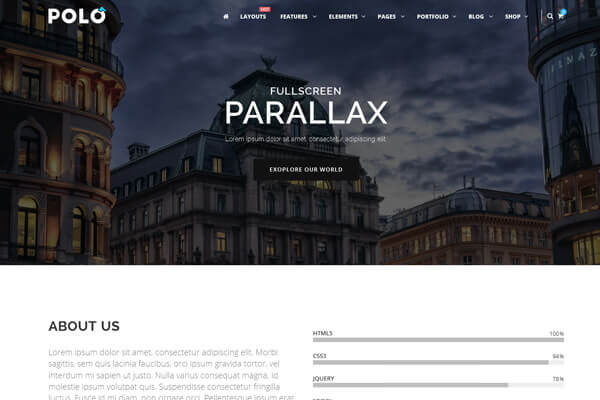 POLO
HOT
LAYOUTS FEATURES ELEMENTS PAGES PORTFOLIO BLOG SHOP
FULLSCREEN
PARALLAX
Lorem ipsum dolor sit amet, consectetur adipiscing elit
EXOPLORE OUR WORLD
ABOUT US
Lorem ipsum dolor sit amet, consectetur adipiscing elit. Morbi
sagittis, sem quis lacinia faucibus, orci ipsum gravida tortor, vel
interdum mi sapien ut justo. Nulla varius consequat magna, id
molestie ipsum volutpat quis. Suspendisse consectetur fringilla
luctus. Fusce id mi diam, non ornare orci. Pellentesque ipsum erat
HTML5 100%
CSS3 94%
JQUERY 78%